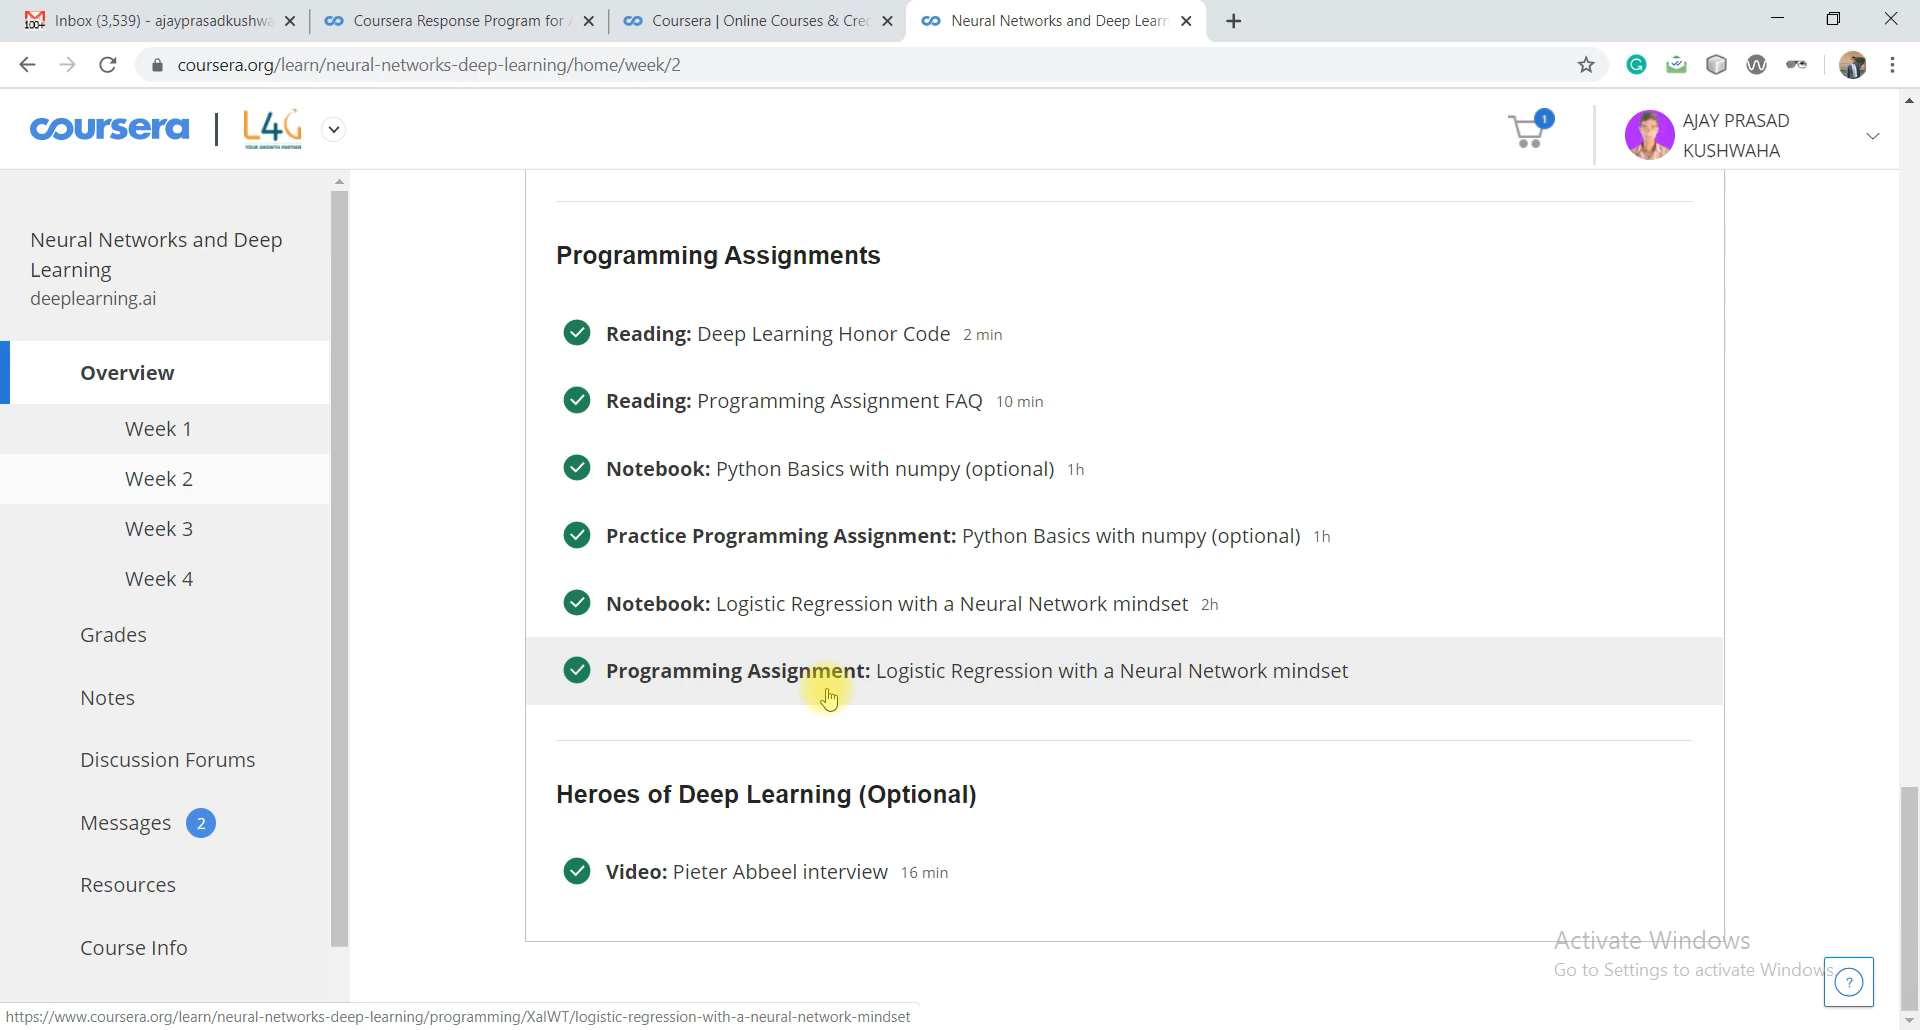 100+ Inbox (3,539) - ajayprasadkushwa
Coursera Response Program for
Coursera | Online Courses & Cre
Neural Networks and Deep Learn
coursera.org/learn/neural-networks-deep-learning/home/week/2
coursera | L4G
YOUR GROWTH PARTNER
1
AJAY PRASAD
KUSHWAHA
Neural Networks and Deep
Learning
deeplearning.ai
Overview
Week 1
Week 2
Week 3
Week 4
Grades
Notes
Discussion Forums
Messages 2
Resources
Course Info
Programming Assignments
Reading: Deep Learning Honor Code 2 min
Reading: Programming Assignment FAQ 10 min
Notebook: Python Basics with numpy (optional) 1h
Practice Programming Assignment: Python Basics with numpy (optional) 1h
Notebook: Logistic Regression with a Neural Network mindset 2h
Programming Assignment: Logistic Regression with a Neural Network mindset
Heroes of Deep Learning (Optional)
Video: Pieter Abbeel interview 16 min
Activate Windows
Go to Settings to activate Windows.
?
https://www.coursera.org/learn/neural-networks-deep-learning/programming/XaIWT/logistic-regression-with-a-neural-network-mindset